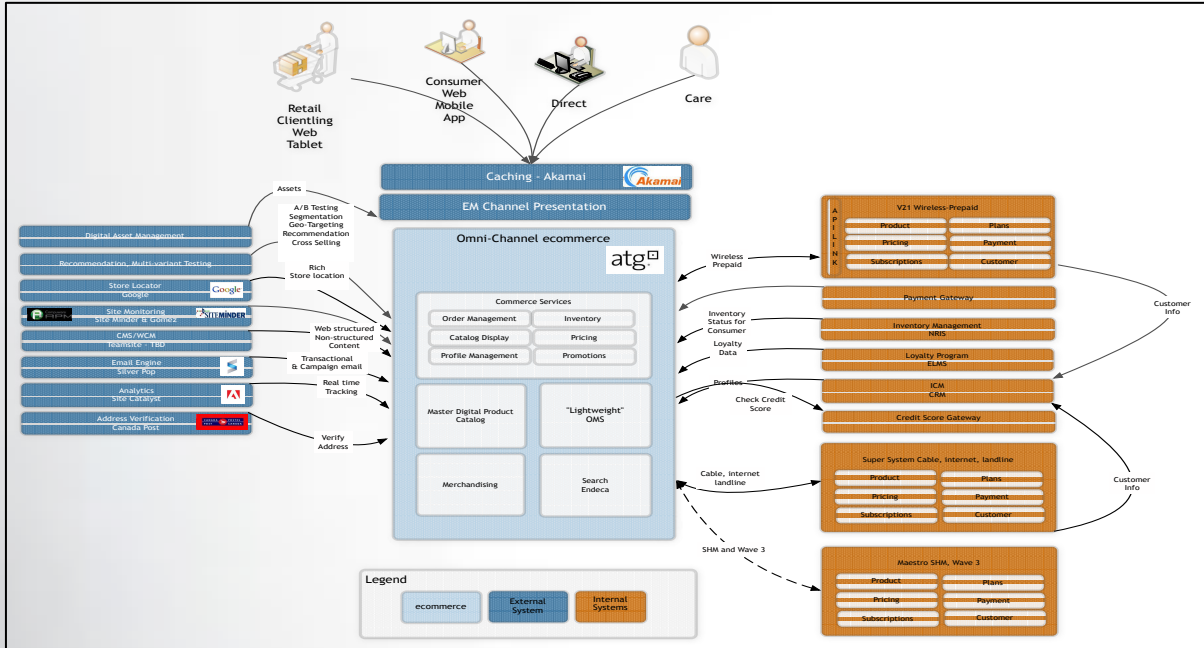 Retail
Clientling
Web
Tablet
Consumer
Web
Mobile
App
Direct
Care
Caching - Akamai
Akamai
EM Channel Presentation
Assets
A/B Testing
Segmentation
Geo-Targeting
Recommendation
Cross Selling
Rich
Store location
Web structured
Non-structured
Content
Transactional
& Campaign email
Real time
Tracking
Verify
Address
Digital Asset Management
Recommendation, Multi-variant Testing
Store Locator
Google
Google
Site Monitoring
Site Minder & Gomez
SITEMINDER
CMS/WCM
Teamsite - TBD
Email Engine
Silver Pop
Analytics
Site Catalyst
Address Verification
Canada Post
Omni-Channel ecommerce
atg
Commerce Services
Order Management
Inventory
Catalog Display
Pricing
Profile Management
Promotions
Master Digital Product
Catalog
"Lightweight"
OMS
Merchandising
Search
Endeca
Wireless
Prepaid
Inventory
Status for
Consumer
Loyalty
Data
Profiles
Check Credit
Score
Cable, internet
landline
SHM and Wave 3
APILINK
V21 Wireless-Prepaid
Product
Plans
Pricing
Payment
Subscriptions
Customer
Payment Gateway
Inventory Management
NRIS
Loyalty Program
ELMS
ICM
CRM
Credit Score Gateway
Customer
Info
Super System Cable, internet, landline
Product
Plans
Pricing
Payment
Subscriptions
Customer
Customer
Info
Maestro SHM, Wave 3
Product
Plans
Pricing
Payment
Subscriptions
Customer
Legend
ecommerce
External
System
Internal
Systems